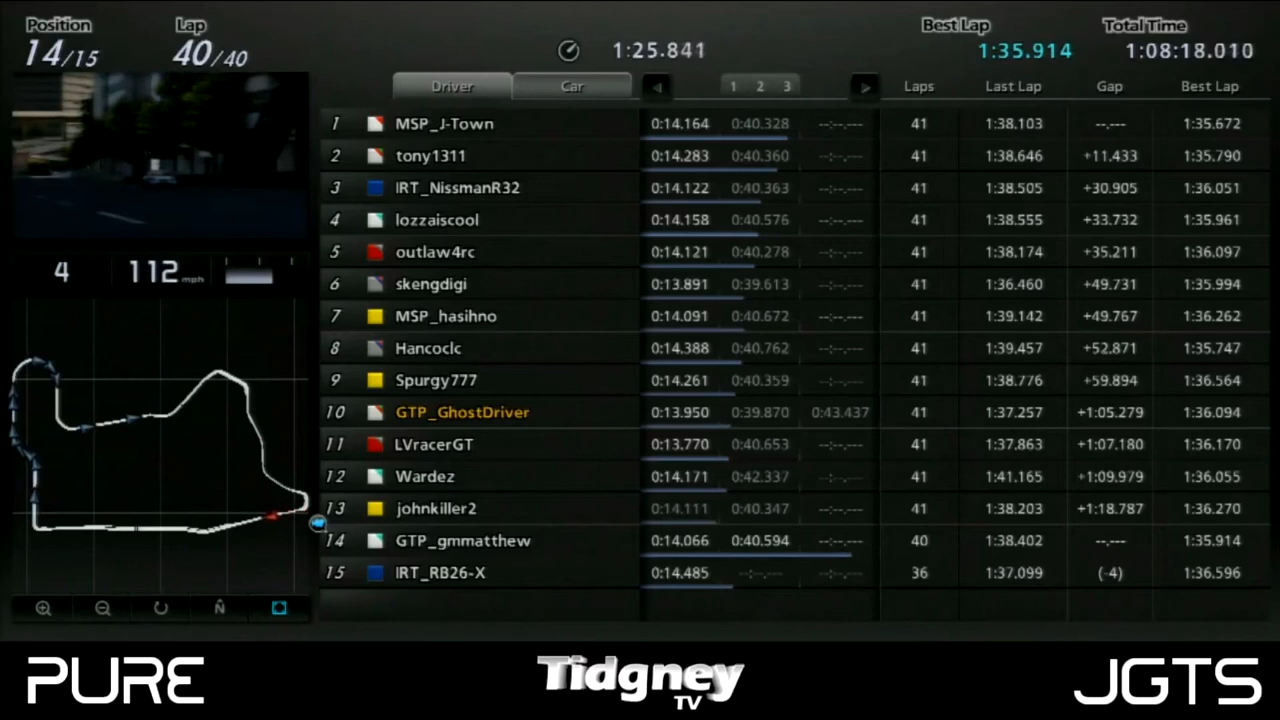 Position Lap Best Lap Total Time
14/15 40/40 1:25.841 1:35.914 1:08:18.010
Driver Car 1 2 3 Laps Last Lap Gap Best Lap
1 MSP_J-Town 0:14.164 0:40.328 --:--.--- 41 1:38.103 --.--- 1:35.672
2 tony1311 0:14.283 0:40.360 --:--.--- 41 1:38.646 +11.433 1:35.790
3 IRT_NissmanR32 0:14.122 0:40.363 --:--.--- 41 1:38.505 +30.905 1:36.051
4 lozzaiscool 0:14.158 0:40.576 --:--.--- 41 1:38.555 +33.732 1:35.961
5 outlaw4rc 0:14.121 0:40.278 --:--.--- 41 1:38.174 +35.211 1:36.097
6 skengdigi 0:13.891 0:39.613 --:--.--- 41 1:36.460 +49.731 1:35.994
7 MSP_hasihno 0:14.091 0:40.672 --:--.--- 41 1:39.142 +49.767 1:36.262
8 Hancoclc 0:14.388 0:40.762 --:--.--- 41 1:39.457 +52.871 1:35.747
9 Spurgy777 0:14.261 0:40.359 --:--.--- 41 1:38.776 +59.894 1:36.564
10 GTP_GhostDriver 0:13.950 0:39.870 0:43.437 41 1:37.257 +1:05.279 1:36.094
11 LVracerGT 0:13.770 0:40.653 --:--.--- 41 1:37.863 +1:07.180 1:36.170
12 Wardez 0:14.171 0:42.337 --:--.--- 41 1:41.165 +1:09.979 1:36.055
13 johnkiller2 0:14.111 0:40.347 --:--.--- 41 1:38.203 +1:18.787 1:36.270
14 GTP_gmmatthew 0:14.066 0:40.594 --:--.--- 40 1:38.402 --.--- 1:35.914
15 IRT_RB26-X 0:14.485 --:--.--- --:--.--- 36 1:37.099 (-4) 1:36.596
4 112 mph
N
PURE Tidgney TV JGTS